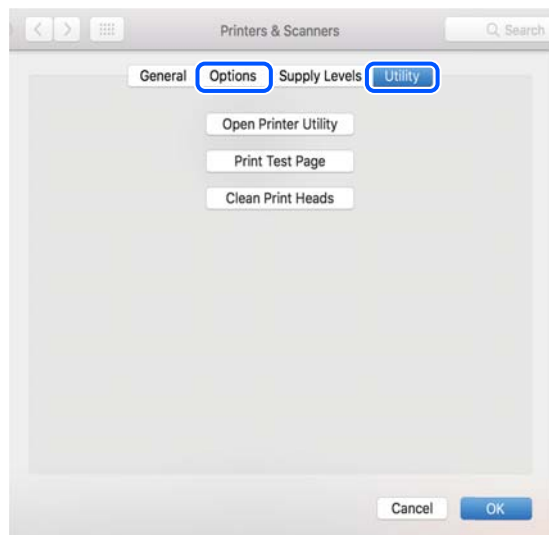 Printers & Scanners Search
General Options Supply Levels Utility
Open Printer Utility
Print Test Page
Clean Print Heads
Cancel OK